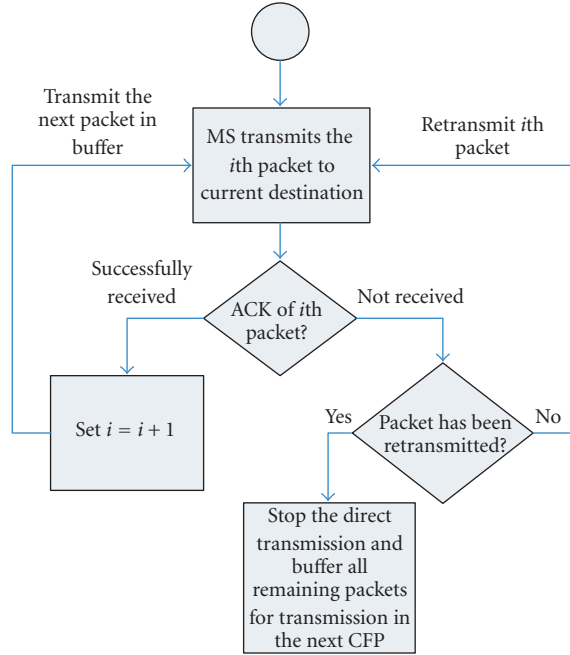 Transmit the
next packet in
buffer
MS transmits the
ith packet to
current destination
Retransmit ith
packet
Successfully
received
ACK of ith
packet?
Not received
Set i = i + 1
Yes
Packet has been
retransmitted?
No
Stop the direct
transmission and
buffer all
remaining packets
for transmission in
the next CFP